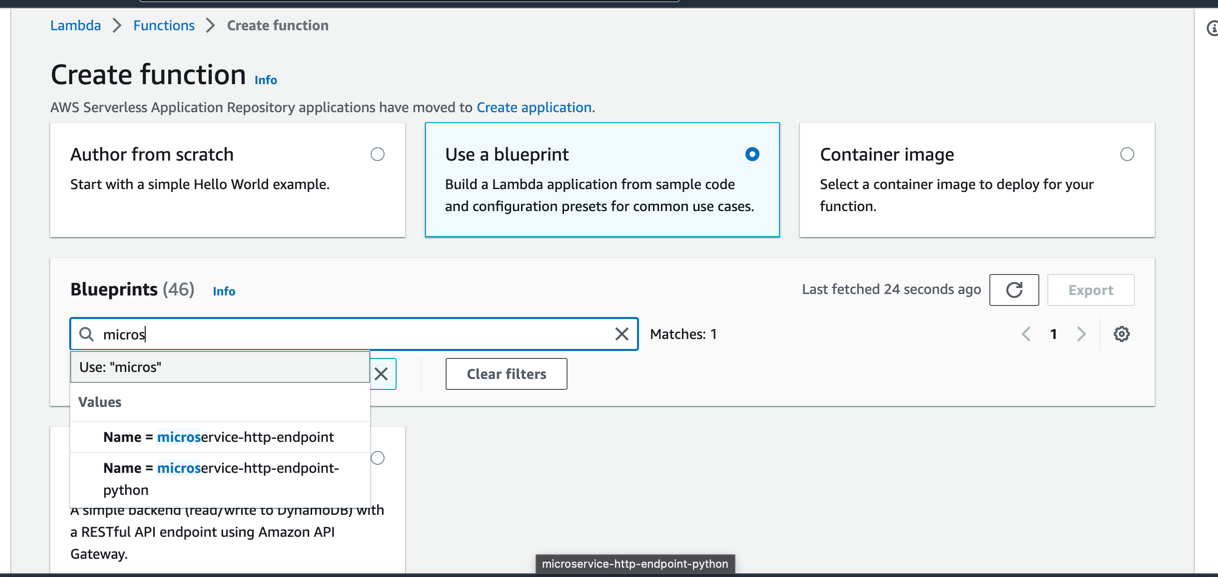 Lambda > Functions > Create function
Create function Info
AWS Serverless Application Repository applications have moved to Create application.
Author from scratch
Start with a simple Hello World example.
Use a blueprint
Build a Lambda application from sample code
and configuration presets for common use cases.
Container image
Select a container image to deploy for your
function.
Blueprints (46) Info
Last fetched 24 seconds ago
Export
micros
Matches: 1
1
Use: "micros"
Clear filters
Values
Name = microservice-http-endpoint
Name = microservice-http-endpoint-
python
A simple backend (read/write to DynamoDB) with
a RESTful API endpoint using Amazon API
Gateway.
microservice-http-endpoint-python